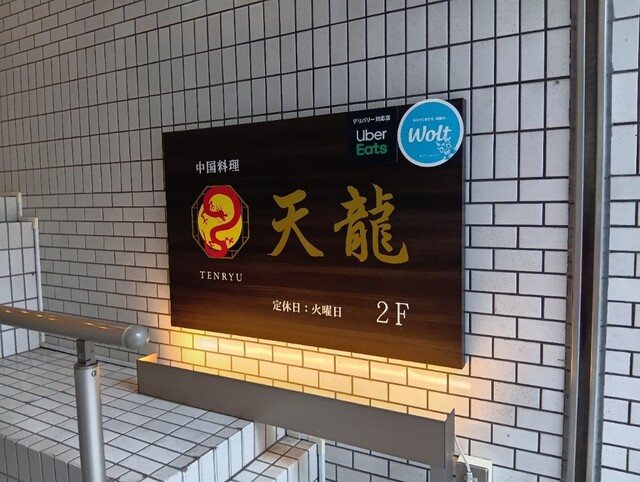 デリバリー対応店
Uber
Eats
Wolt
中国料理
天龍
TENRYU
定休日：火曜日
2F